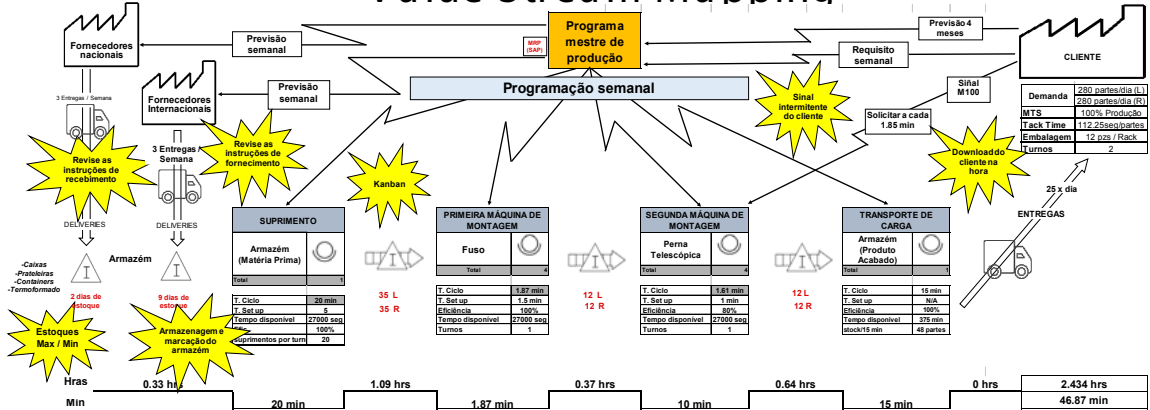 Value Stream Mapping
Fornecedores
nacionais
Previsão
semanal
MRP
(SAP)
Programa
mestre de
produção
Previsão 4
meses
Requisito
semanal
CLIENTE
Fornecedores
Internacionais
Previsão
semanal
Programação semanal
Sinal
intermitente
do cliente
Siñal
M100
Solicitar a cada
1.85 min
Demanda 280 partes/dia (L)
280 partes/dia (R)
MTS 100% Produção
Tack Time 112.25seg/partes
Embalagem 12 pzs / Rack
Turnos 2
3 Entregas / Semana
Revise as
instruções de
recebimento
3 Entregas /
Semana
Revise as
instruções de
fornecimento
Kanban
Download do
cliente na
hora
25 x dia
ENTREGAS
DELIVERIES
DELIVERIES
-Caixas
-Prateleiras
-Containers
-Termoformado
Armazém
I
I
2 dias de
estoque
9 dias de
estoque
Estoques
Max / Min
Armazenagem e
marcação do
armazém
SUPRIMENTO
Armazém
(Matéria Prima)
Total 1
T. Ciclo 20 min
T. Set up 5
Tempo disponível 27000 seg
100%
suprimentos por turn 20
I
35 L
35 R
PRIMEIRA MÁQUINA DE
MONTAGEM
Fuso
Total 4
T. Ciclo 1.87 min
T. Set up 1.5 min
Eficiência 100%
Tempo disponível 27000 seg
Turnos 1
I
12 L
12 R
SEGUNDA MÁQUINA DE
MONTAGEM
Perna
Telescópica
Total 4
T. Ciclo 1.61 min
T. Set up 1 min
Eficiência 80%
Tempo disponível 27000 seg
Turnos 1
I
12 L
12 R
TRANSPORTE DE
CARGA
Armazém
(Produto
Acabado)
Total 1
T. Ciclo 15 min
T. Set up N/A
Eficiência 100%
Tempo disponível 375 min
stock/15 min 48 partes
Hras 0.33 hrs 1.09 hrs 0.37 hrs 0.64 hrs 0 hrs 2.434 hrs
Min 20 min 1.87 min 10 min 15 min 46.87 min